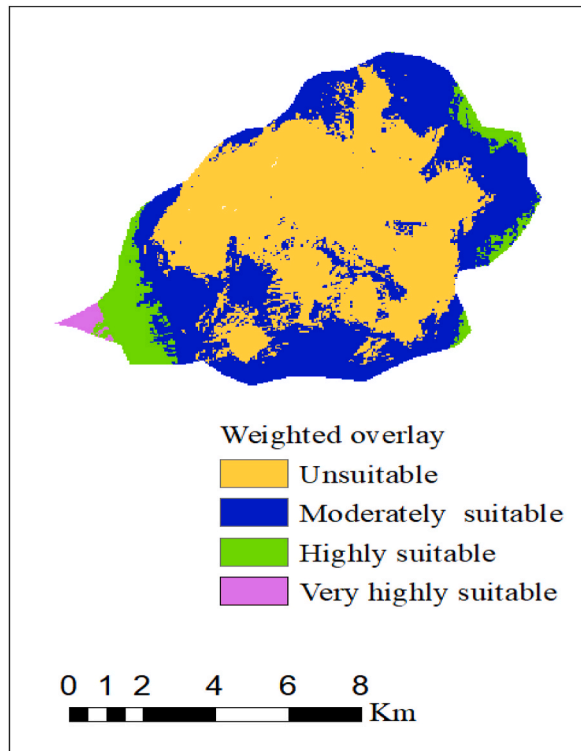 Weighted overlay
Unsuitable
Moderately suitable
Highly suitable
Very highly suitable
0 1 2 4 6 8
Km